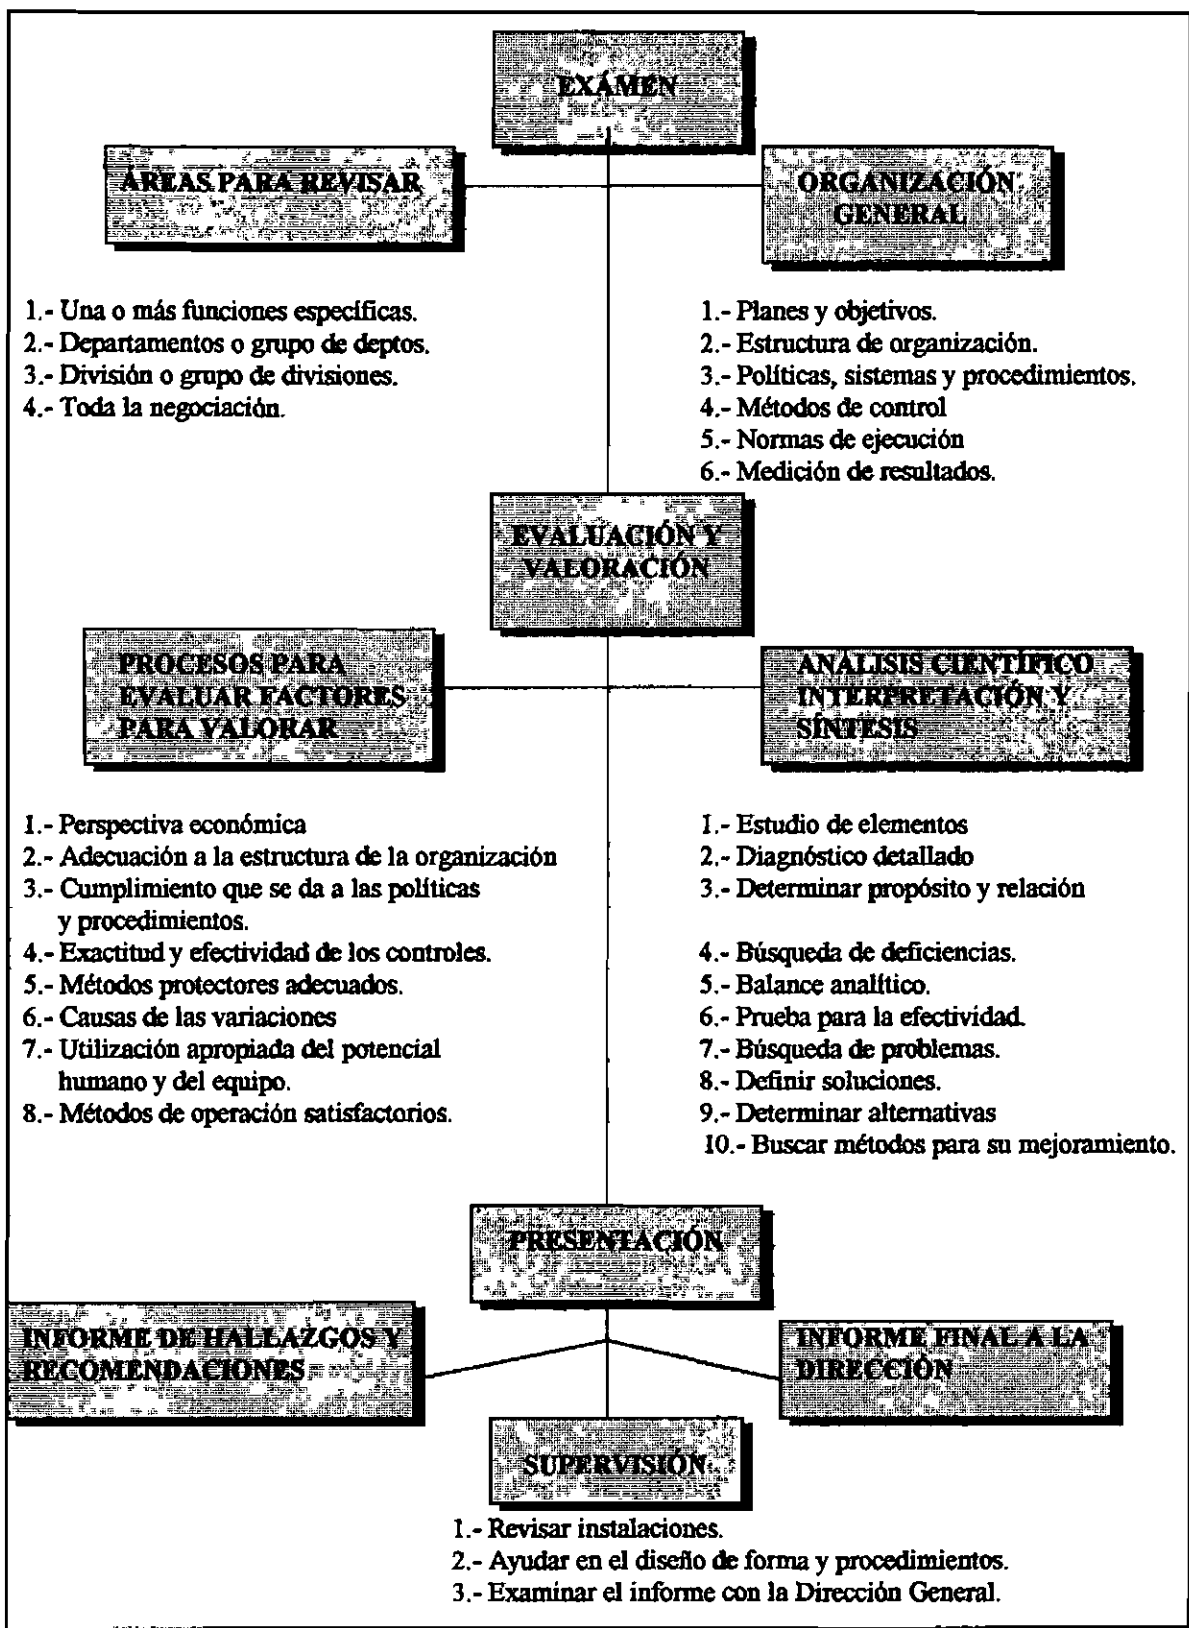 EXÁMEN
ÁREAS PARA REVISAR
ORGANIZACIÓN
GENERAL
1.- Una o más funciones específicas.
2.- Departamentos o grupo de deptos.
3.- División o grupo de divisiones.
4.- Toda la negociación.
1.- Planes y objetivos.
2.- Estructura de organización.
3.- Políticas, sistemas y procedimientos.
4.- Métodos de control
5.- Normas de ejecución
6.- Medición de resultados.
EVALUACIÓN Y
VALORACIÓN
PROCESOS PARA
EVALUAR FACTORES
PARA VALORAR
ANÁLISIS CIENTÍFICO
INTERPRETACIÓN Y
SÍNTESIS
1.- Perspectiva económica
2.- Adecuación a la estructura de la organización
3.- Cumplimiento que se da a las políticas
y procedimientos.
4.- Exactitud y efectividad de los controles.
5.- Métodos protectores adecuados.
6.- Causas de las variaciones
7.- Utilización apropiada del potencial
humano y del equipo.
8.- Métodos de operación satisfactorios.
1.- Estudio de elementos
2.- Diagnóstico detallado
3.- Determinar propósito y relación
4.- Búsqueda de deficiencias.
5.- Balance analítico.
6.- Prueba para la efectividad.
7.- Búsqueda de problemas.
8.- Definir soluciones.
9.- Determinar alternativas
10.- Buscar métodos para su mejoramiento.
PRESENTACIÓN
INFORME DE HALLAZGOS Y
RECOMENDACIONES
INFORME FINAL A LA
DIRECCIÓN
SUPERVISIÓN
1.- Revisar instalaciones.
2.- Ayudar en el diseño de forma y procedimientos.
3.- Examinar el informe con la Dirección General.